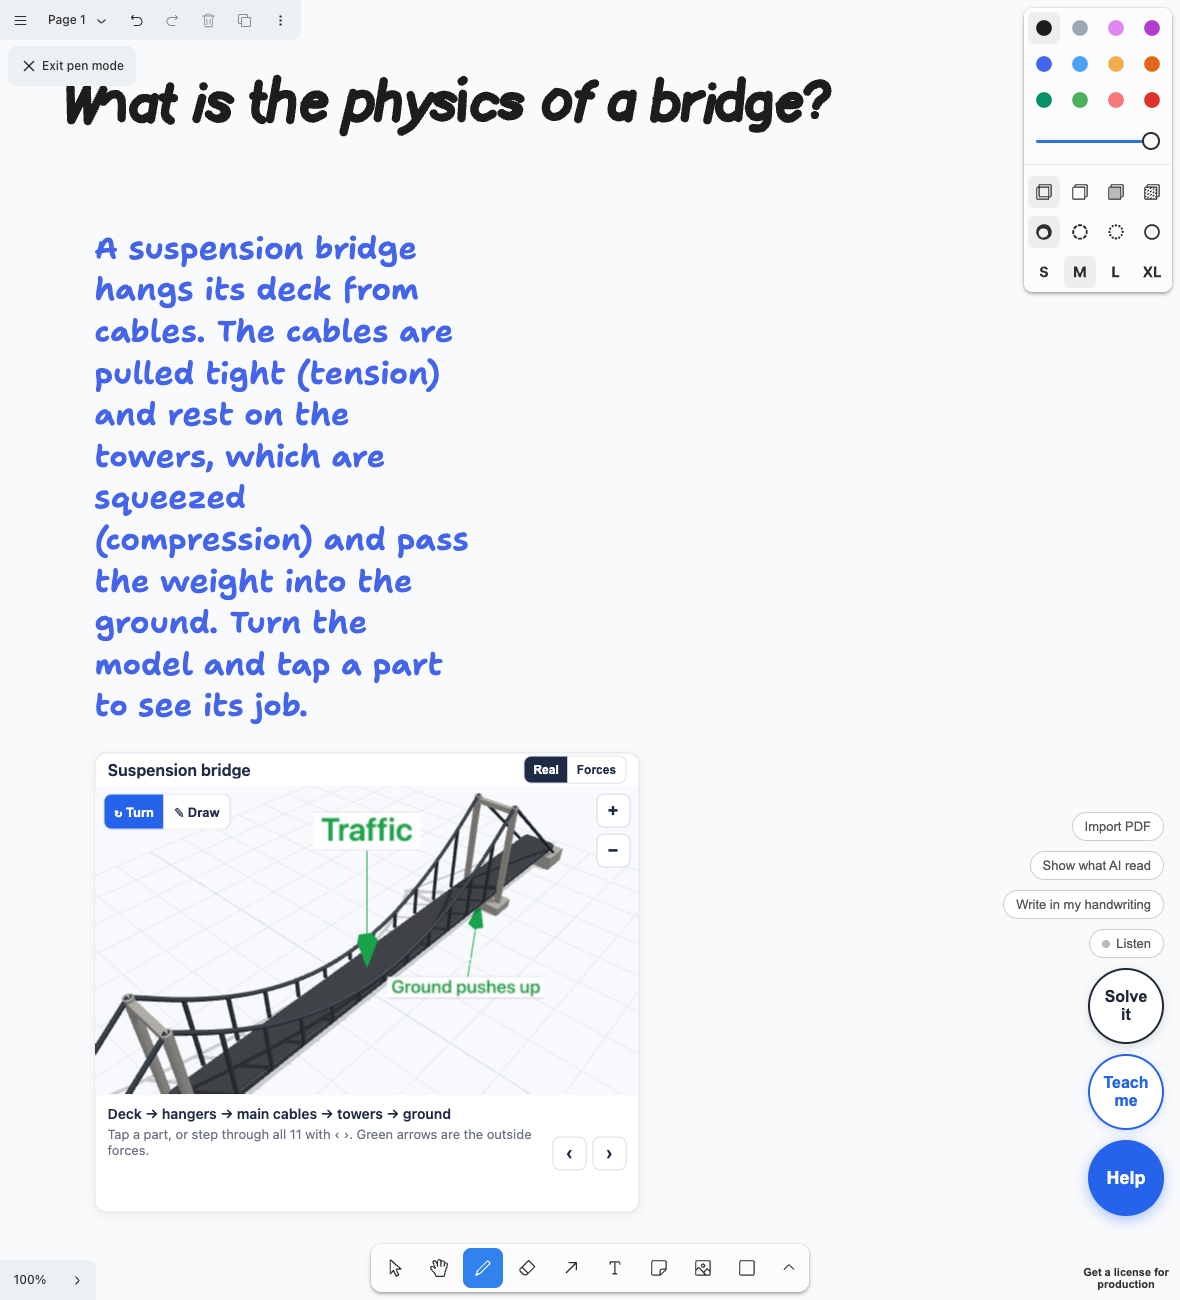 Page 1
Exit pen mode
What is the physics of a bridge?
A suspension bridge
hangs its deck from
cables. The cables are
pulled tight (tension)
and rest on the
towers, which are
squeezed
(compression) and pass
the weight into the
ground. Turn the
model and tap a part
to see its job.
Suspension bridge
Real Forces
↻ Turn ✎ Draw
+
−
Traffic
Ground pushes up
Deck → hangers → main cables → towers → ground
Tap a part, or step through all 11 with ‹ ›. Green arrows are the outside
forces.
‹ ›
S M L XL
Import PDF
Show what AI read
Write in my handwriting
Listen
Solve
it
Teach
me
Help
T
100%
Get a license for
production